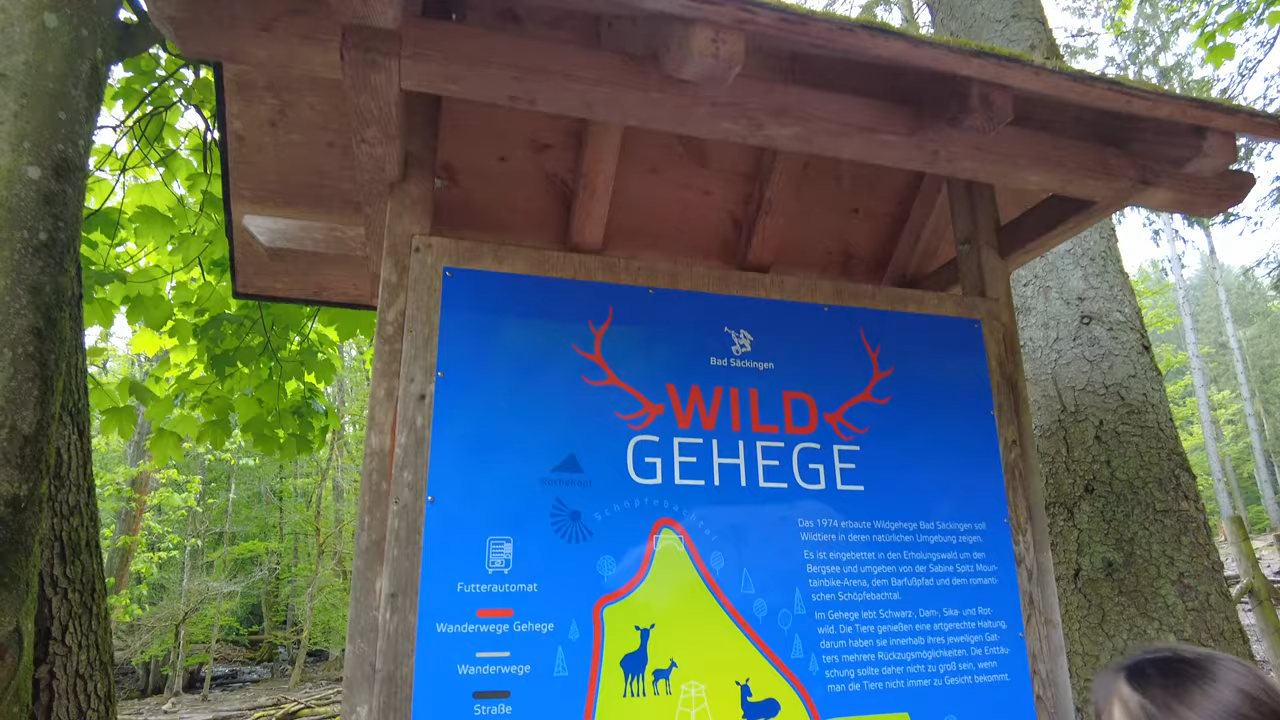 Bad Säckingen
WILD
GEHEGE
Schöpfebachtal
Futterautomat
Wanderwege Gehege
Wanderwege
Straße
Das 1974 erbaute Wildgehege Bad Säckingen soll
Wildtiere in deren natürlichen Umgebung zeigen.
Es ist eingebettet in den Erholungswald um den
Bergsee und umgeben von der Sabine Spitz Moun-
tainbike-Arena, dem Barfußpfad und dem romanti-
schen Schöpfebachtal.
Im Gehege lebt Schwarz-, Dam-, Sika- und Rot-
wild. Die Tiere genießen eine artgerechte Haltung,
darum haben sie innerhalb ihres jeweiligen Gat-
ters mehrere Rückzugsmöglichkeiten. Die Enttäu-
schung sollte daher nicht zu groß sein, wenn
man die Tiere nicht immer zu Gesicht bekommt.